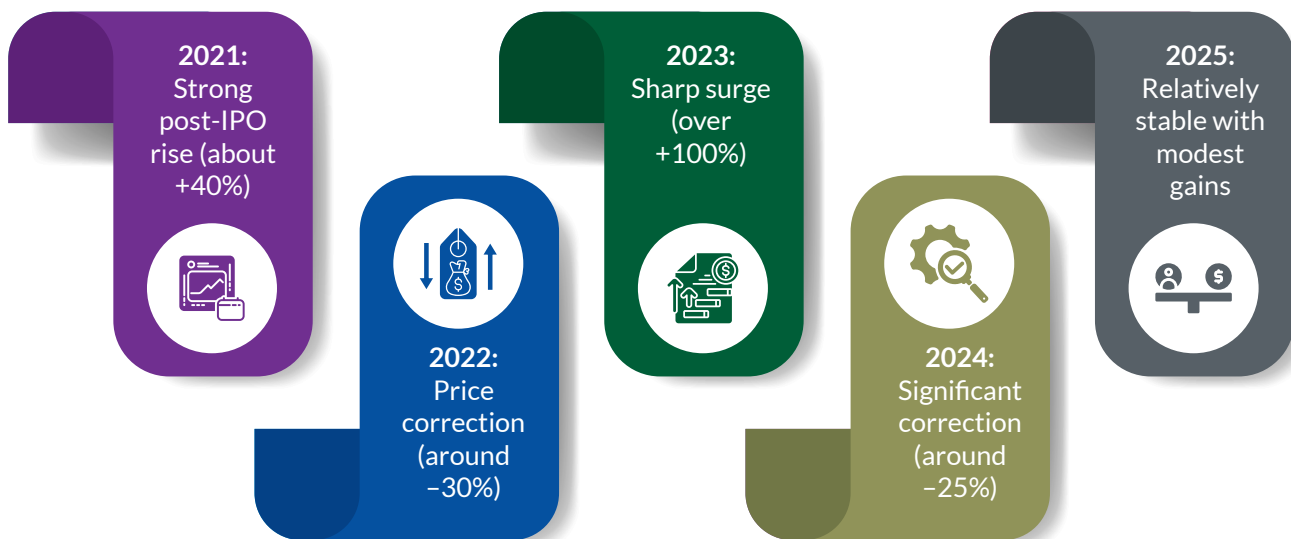 2021:
Strong
post-IPO
rise (about
+40%)
2022:
Price
correction
(around
–30%)
2023:
Sharp surge
(over
+100%)
2024:
Significant
correction
(around
–25%)
2025:
Relatively
stable with
modest
gains